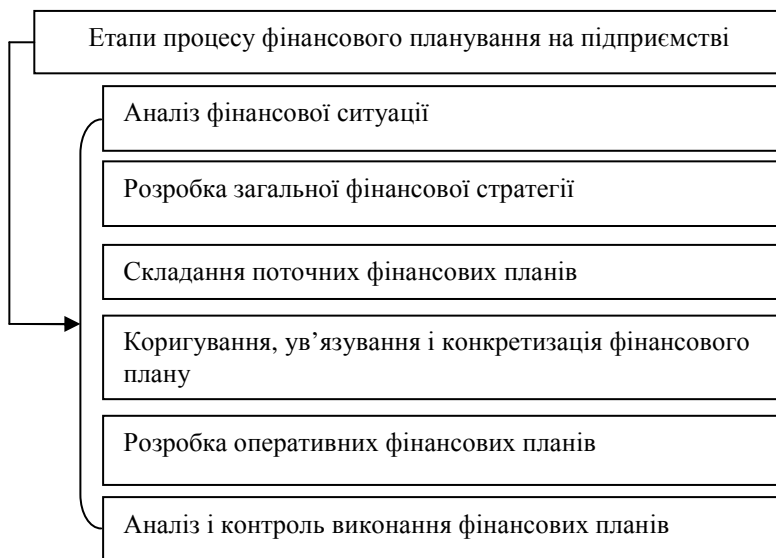 Етапи процесу фінансового планування на підприємстві
Аналіз фінансової ситуації
Розробка загальної фінансової стратегії
Складання поточних фінансових планів
Коригування, ув’язування і конкретизація фінансового
плану
Розробка оперативних фінансових планів
Аналіз і контроль виконання фінансових планів